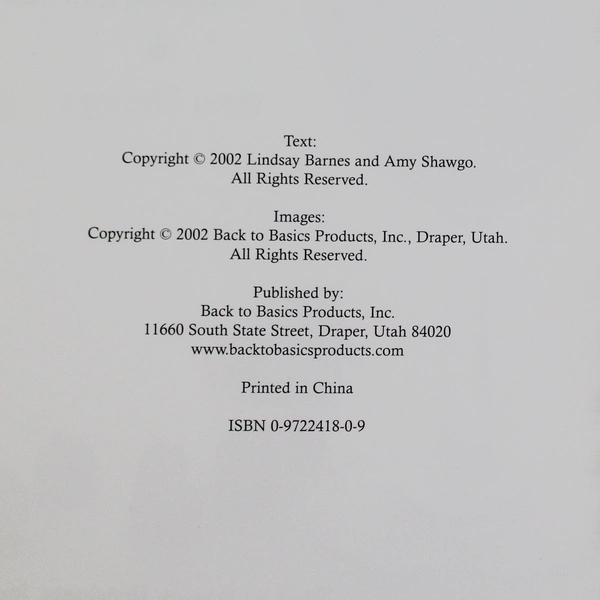 Text:
Copyright © 2002 Lindsay Barnes and Amy Shawgo.
All Rights Reserved.
Images:
Copyright © 2002 Back to Basics Products, Inc., Draper, Utah.
All Rights Reserved.
Published by:
Back to Basics Products, Inc.
11660 South State Street, Draper, Utah 84020
www.backtobasicsproducts.com
Printed in China
ISBN 0-9722418-0-9